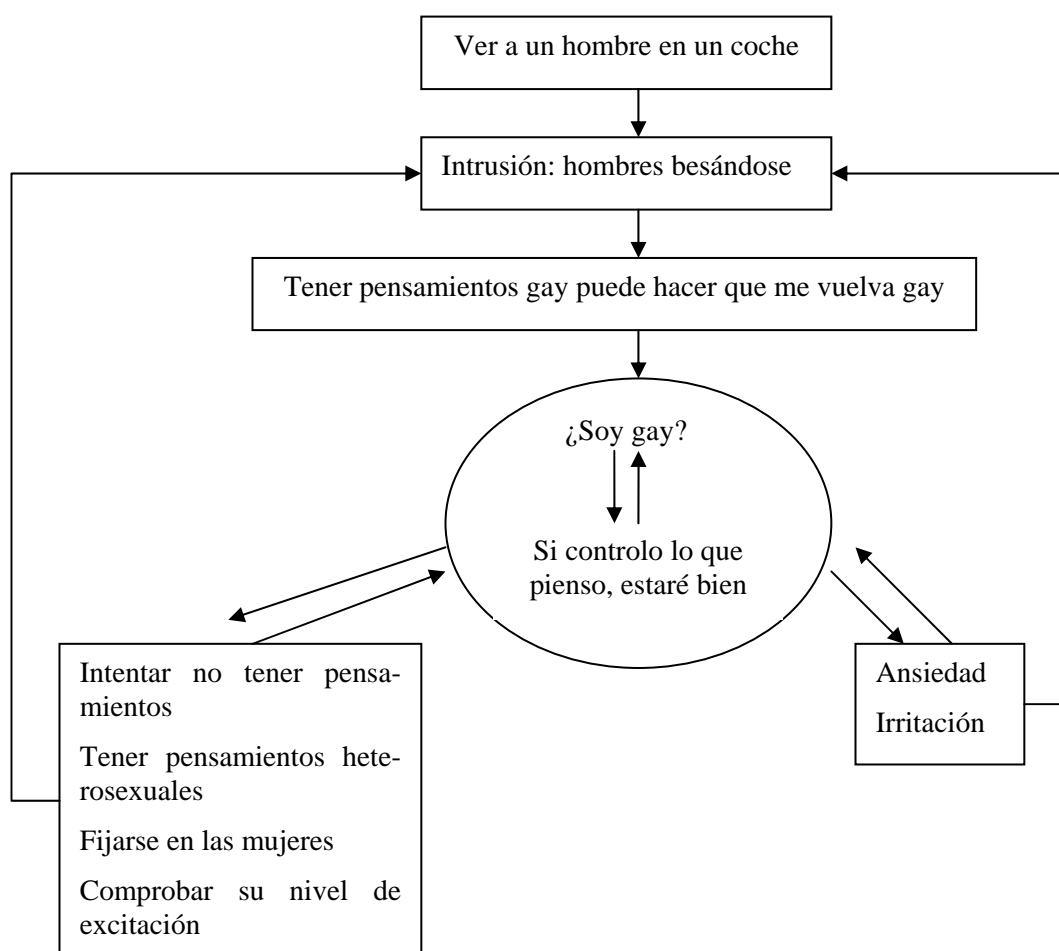 Ver a un hombre en un coche
Intrusión: hombres besándose
Tener pensamientos gay puede hacer que me vuelva gay
¿Soy gay?
Si controlo lo que
pienso, estaré bien
Intentar no tener pensa-
mientos
Tener pensamientos hete-
rosexuales
Fijarse en las mujeres
Comprobar su nivel de
excitación
Ansiedad
Irritación